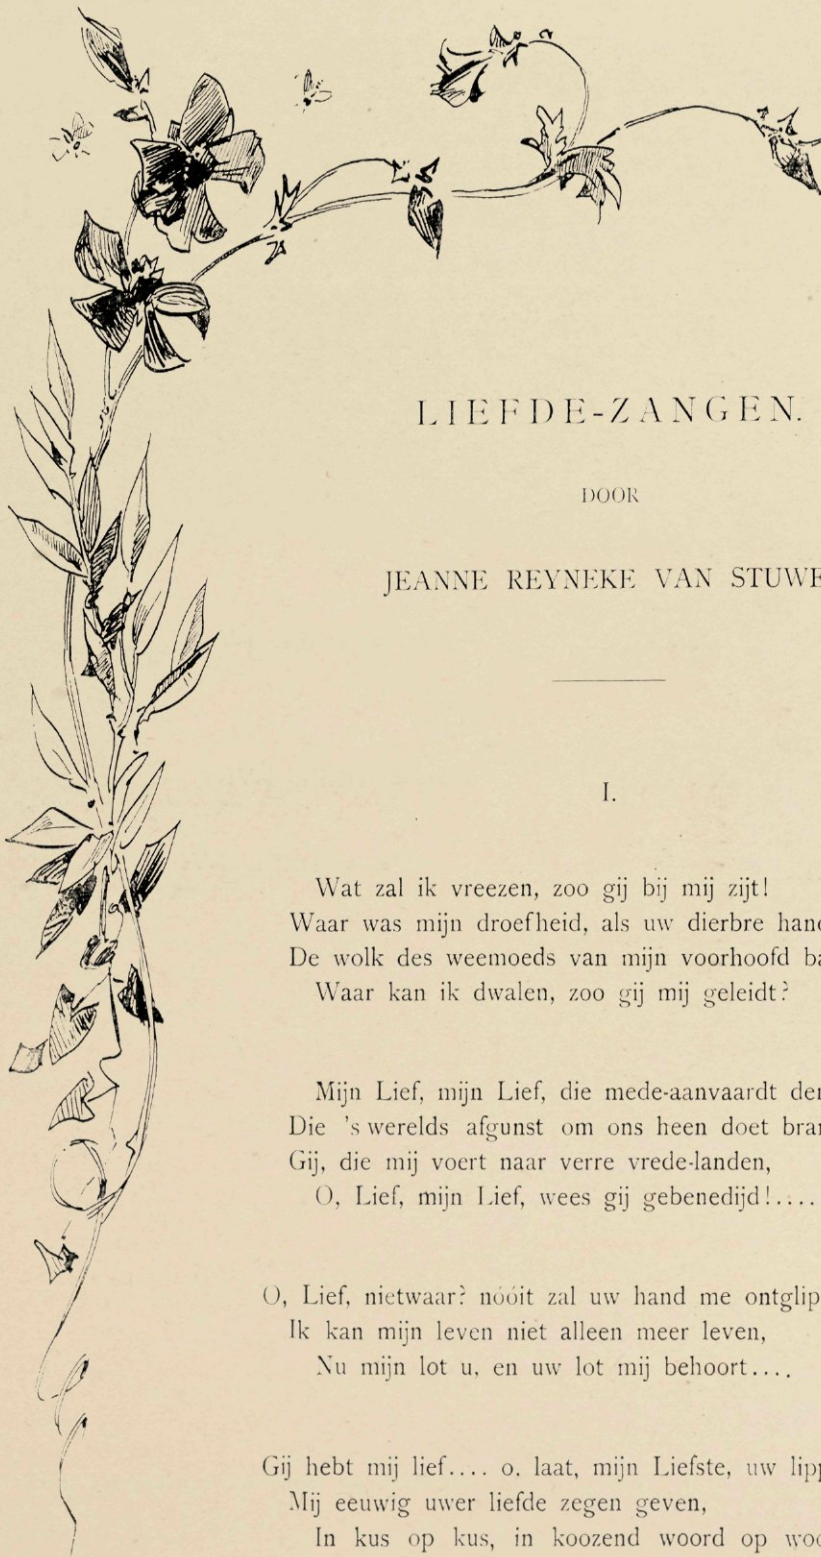 LIEFDE-ZANGEN.
DOOR
JEANNE REYNEKE VAN STUWE
I.
Wat zal ik vreezen, zoo gij bij mij zijt!
Waar was mijn droefheid, als uw dierbre
De wolk des weemoeds van mijn voorhoofd
Waar kan ik dwalen, zoo gij mij geleidt?
Mijn Lief, mijn Lief, die mede-aanvaardt
Die 's werelds afgunst om ons heen doet
Gij, die mij voert naar verre vrede-landen,
O, Lief, mijn Lief, wees gij gebenedijd!....
O, Lief, nietwaar? nóóit zal uw hand me
Ik kan mijn leven niet alleen meer leven,
Nu mijn lot u, en uw lot mij behoort....
Gij hebt mij lief.... o. laat, mijn Liefste, uw
Mij eeuwig uwer liefde zegen geven,
In kus op kus, in koozend woord op